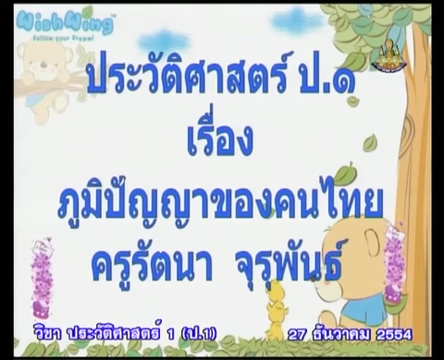 WishWing™
Follow your Dream!
ประวัติศาสตร์ ป.๑
เรื่อง
ภูมิปัญญาของคนไทย
ครูรัตนา จุรุพันธ์
วิชา ประวัติศาสตร์ 1 (ป.1)
27 ธันวาคม 2554